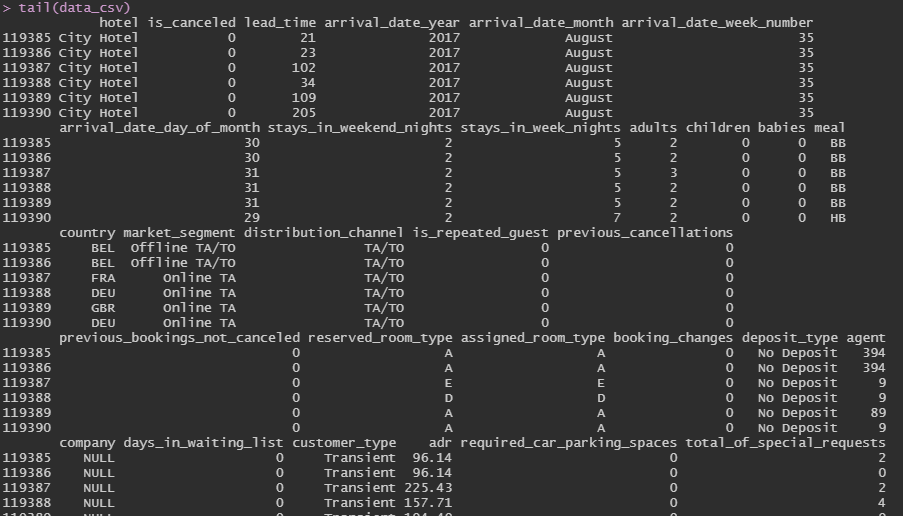 > tail(data_csv)
hotel is_canceled lead_time arrival_date_year arrival_date_month arrival_date_week_number
119385 City Hotel 0 21 2017 August 35
119386 City Hotel 0 23 2017 August 35
119387 City Hotel 0 102 2017 August 35
119388 City Hotel 0 34 2017 August 35
119389 City Hotel 0 109 2017 August 35
119390 City Hotel 0 205 2017 August 35
arrival_date_day_of_month stays_in_weekend_nights stays_in_week_nights adults children babies meal
119385 30 2 5 2 0 0 BB
119386 30 2 5 2 0 0 BB
119387 31 2 5 3 0 0 BB
119388 31 2 5 2 0 0 BB
119389 31 2 5 2 0 0 BB
119390 29 2 7 2 0 0 HB
country market_segment distribution_channel is_repeated_guest previous_cancellations
119385 BEL Offline TA/TO TA/TO 0 0
119386 BEL Offline TA/TO TA/TO 0 0
119387 FRA Online TA TA/TO 0 0
119388 DEU Online TA TA/TO 0 0
119389 GBR Online TA TA/TO 0 0
119390 DEU Online TA TA/TO 0 0
previous_bookings_not_canceled reserved_room_type assigned_room_type booking_changes deposit_type agent
119385 0 A A 0 No Deposit 394
119386 0 A A 0 No Deposit 394
119387 0 E E 0 No Deposit 9
119388 0 D D 0 No Deposit 9
119389 0 A A 0 No Deposit 89
119390 0 A A 0 No Deposit 9
company days_in_waiting_list customer_type adr required_car_parking_spaces total_of_special_requests
119385 NULL 0 Transient 96.14 0 2
119386 NULL 0 Transient 96.14 0 0
119387 NULL 0 Transient 225.43 0 2
119388 NULL 0 Transient 157.71 0 4
119389 NULL 0 Transient 104.40 0